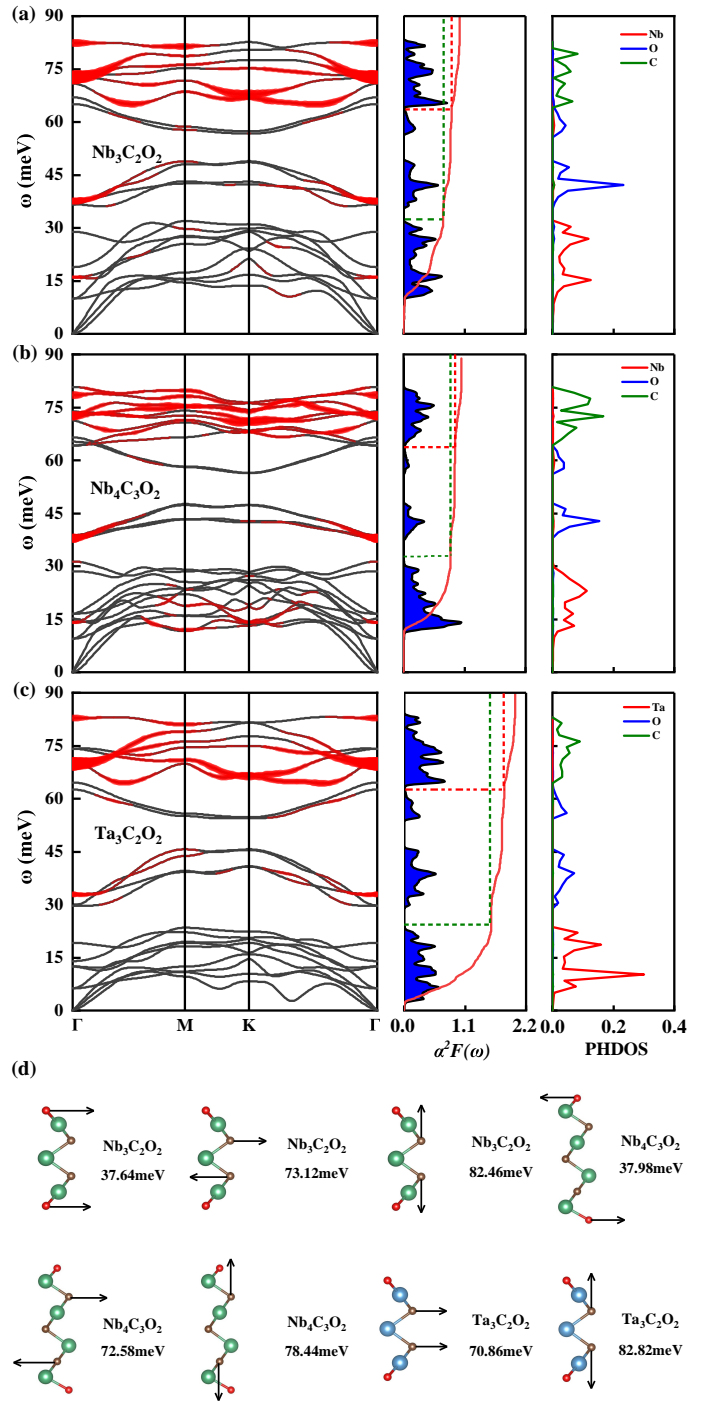 (a)
90
75
60
45
30
15
0
ω (meV)
Nb₃C₂O₂
Nb
O
C
(b)
90
75
60
45
30
15
0
ω (meV)
Nb₄C₃O₂
Nb
O
C
(c)
90
75
60
45
30
15
0
ω (meV)
Ta₃C₂O₂
Ta
O
C
Γ M K Γ
0.0 1.1 2.2
α²F(ω)
0.0 0.2 0.4
PHDOS
(d)
Nb₃C₂O₂
37.64meV
Nb₃C₂O₂
73.12meV
Nb₃C₂O₂
82.46meV
Nb₄C₃O₂
37.98meV
Nb₄C₃O₂
72.58meV
Nb₄C₃O₂
78.44meV
Ta₃C₂O₂
70.86meV
Ta₃C₂O₂
82.82meV